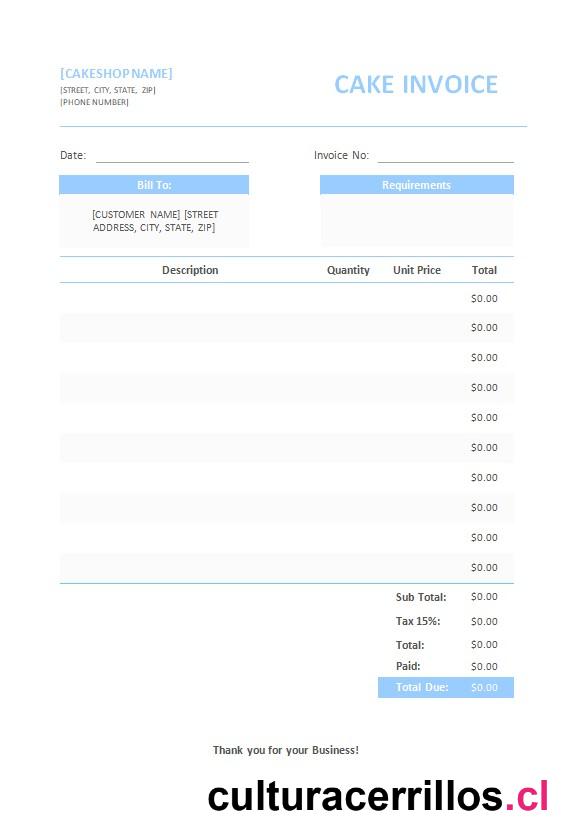 [CAKESHOP NAME]
CAKE INVOICE
[STREET, CITY, STATE, ZIP]
[PHONE NUMBER]
Date:
Invoice No:
Bill To:
Requirements
[CUSTOMER NAME] [STREET
ADDRESS, CITY, STATE, ZIP]
Description Quantity Unit Price Total
$0.00
$0.00
$0.00
$0.00
$0.00
$0.00
$0.00
$0.00
$0.00
$0.00
Sub Total: $0.00
Tax 15%: $0.00
Total: $0.00
Paid: $0.00
Total Due: $0.00
Thank you for your Business!
culturacerrillos.cl